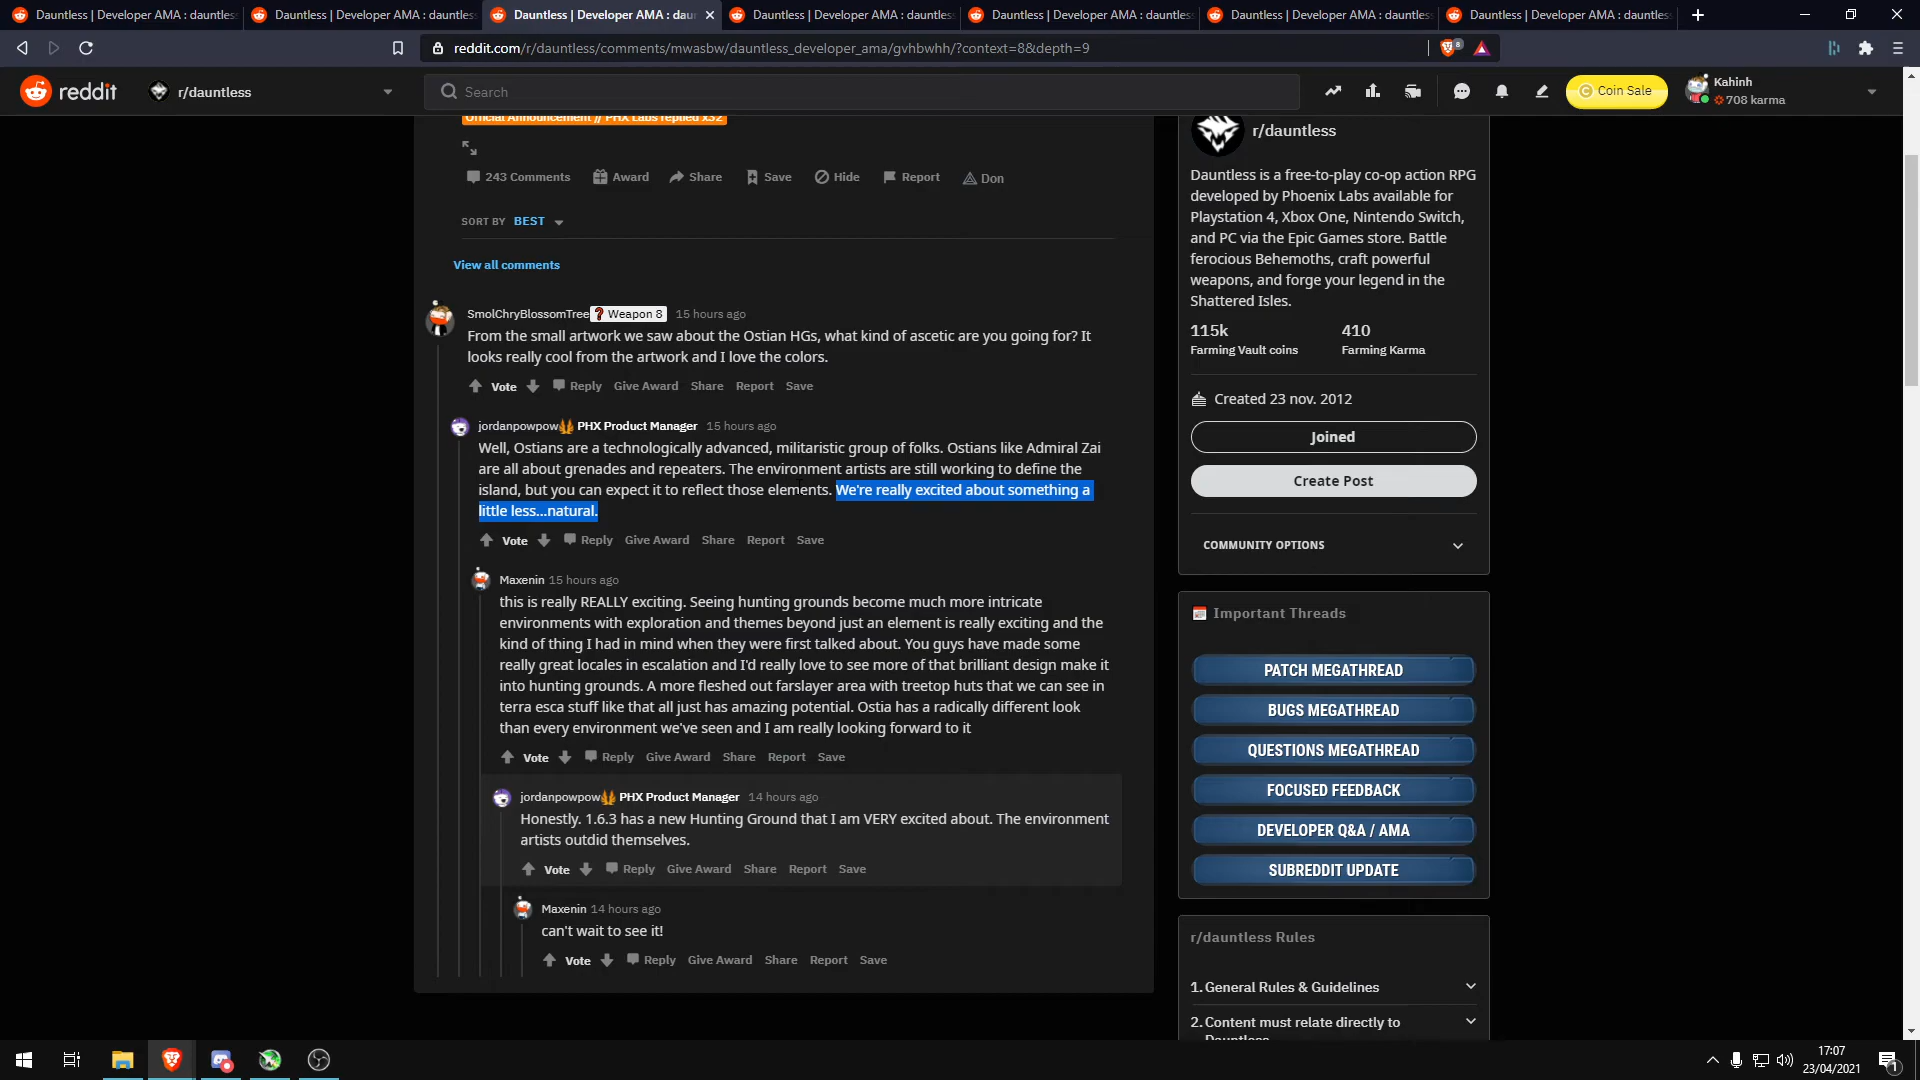 Dauntless | Developer AMA : dauntless
Dauntless | Developer AMA : dauntless
Dauntless | Developer AMA : daun
Dauntless | Developer AMA : dauntless
Dauntless | Developer AMA : dauntless
Dauntless | Developer AMA : dauntless
Dauntless | Developer AMA : dauntless
reddit.com/r/dauntless/comments/mwasbw/dauntless_developer_ama/gvhbwhh/?context=8&depth=9
8
reddit
r/dauntless
Search
Coin Sale
Kahinh
708 karma
Official Announcement // PHX Labs replied x32
243 Comments Award Share Save Hide Report Don
SORT BY BEST
View all comments
SmolChryBlossomTree ? Weapon 8 15 hours ago
From the small artwork we saw about the Ostian HGs, what kind of ascetic are you going for? It
looks really cool from the artwork and I love the colors.
Vote Reply Give Award Share Report Save
jordanpowpow PHX Product Manager 15 hours ago
Well, Ostians are a technologically advanced, militaristic group of folks. Ostians like Admiral Zai
are all about grenades and repeaters. The environment artists are still working to define the
island, but you can expect it to reflect those elements. We're really excited about something a
little less...natural.
Vote Reply Give Award Share Report Save
Maxenin 15 hours ago
this is really REALLY exciting. Seeing hunting grounds become much more intricate
environments with exploration and themes beyond just an element is really exciting and the
kind of thing I had in mind when they were first talked about. You guys have made some
really great locales in escalation and I'd really love to see more of that brilliant design make it
into hunting grounds. A more fleshed out farslayer area with treetop huts that we can see in
terra esca stuff like that all just has amazing potential. Ostia has a radically different look
than every environment we've seen and I am really looking forward to it
Vote Reply Give Award Share Report Save
jordanpowpow PHX Product Manager 14 hours ago
Honestly. 1.6.3 has a new Hunting Ground that I am VERY excited about. The environment
artists outdid themselves.
Vote Reply Give Award Share Report Save
Maxenin 14 hours ago
can't wait to see it!
Vote Reply Give Award Share Report Save
r/dauntless
Dauntless is a free-to-play co-op action RPG
developed by Phoenix Labs available for
Playstation 4, Xbox One, Nintendo Switch,
and PC via the Epic Games store. Battle
ferocious Behemoths, craft powerful
weapons, and forge your legend in the
Shattered Isles.
115k 410
Farming Vault coins Farming Karma
Created 23 nov. 2012
Joined
Create Post
COMMUNITY OPTIONS
Important Threads
PATCH MEGATHREAD
BUGS MEGATHREAD
QUESTIONS MEGATHREAD
FOCUSED FEEDBACK
DEVELOPER Q&A / AMA
SUBREDDIT UPDATE
r/dauntless Rules
1. General Rules & Guidelines
2. Content must relate directly to
Dauntless
17:07
23/04/2021
1